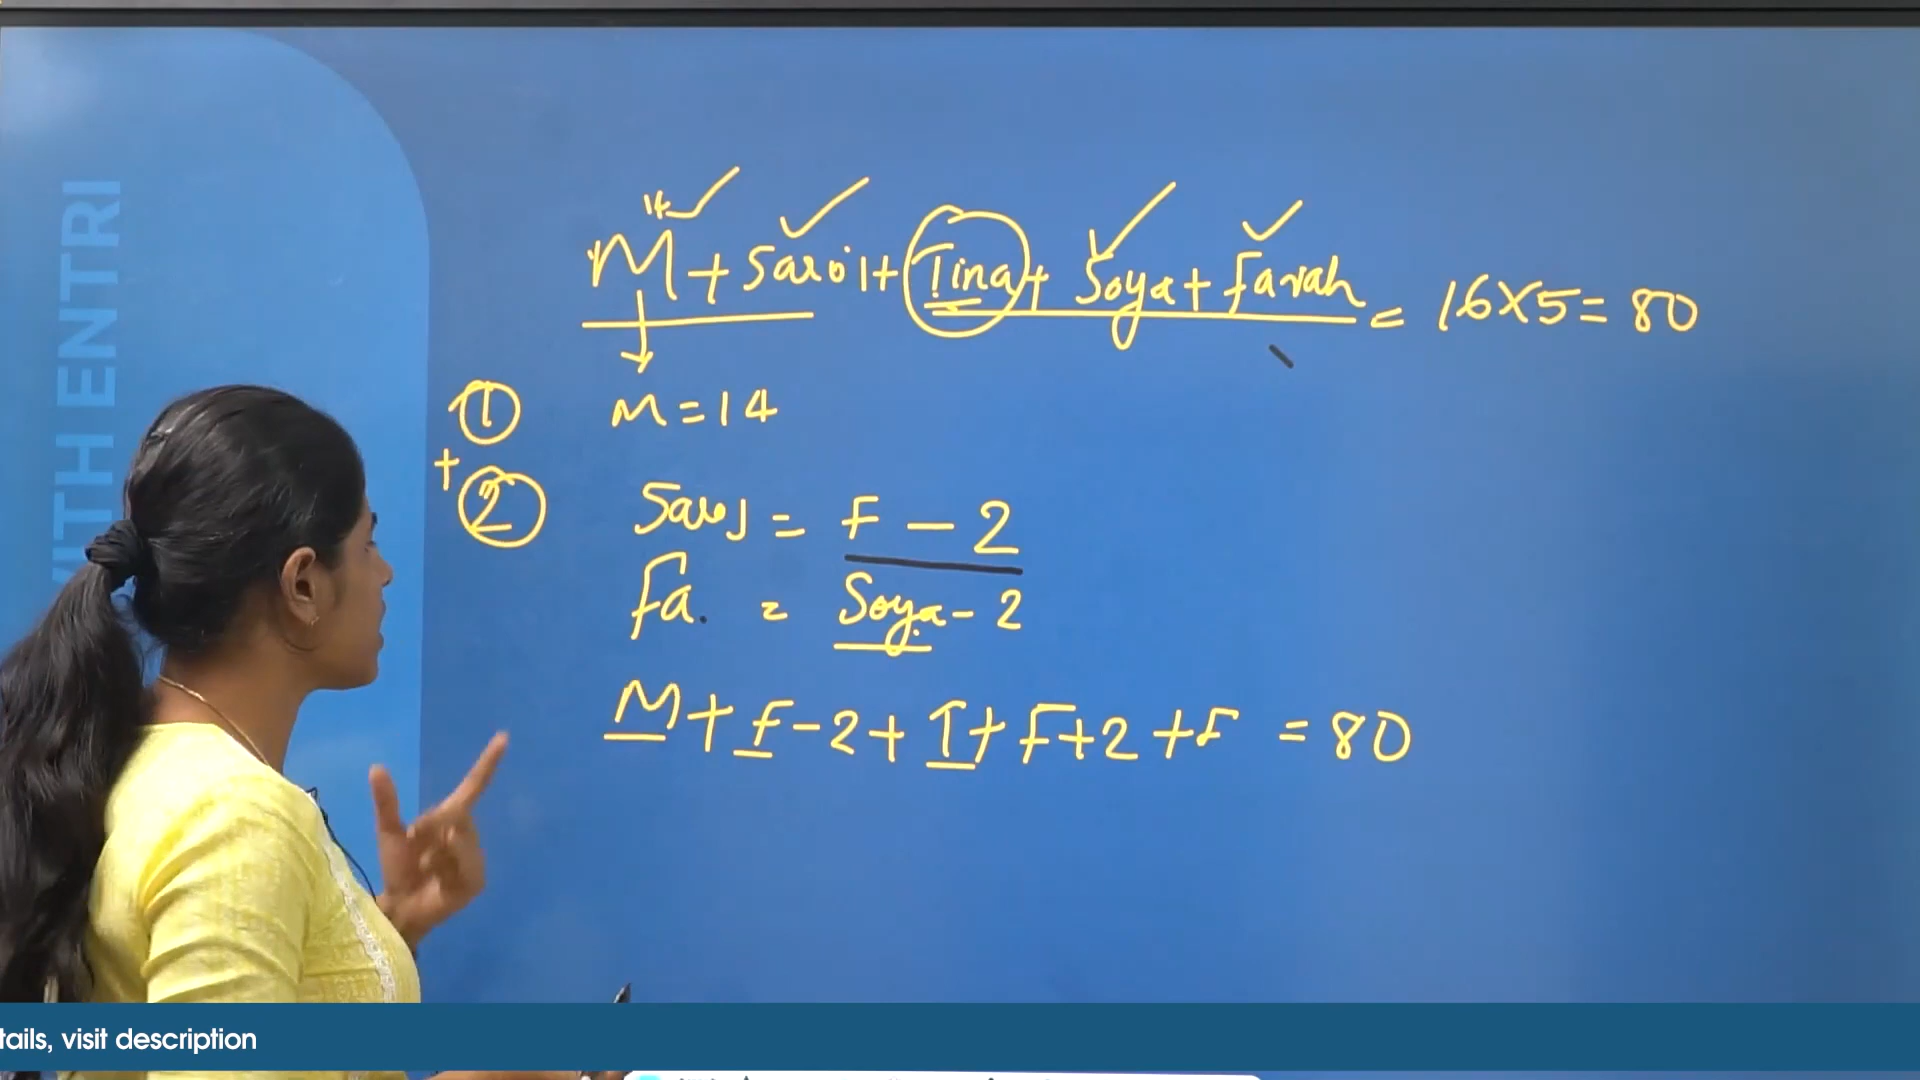 WITH ENTRI
14
M + Saroj + Tina + Soya + Farah = 16×5 = 80
① M = 14
+
② Saroj = F - 2
Fa. = Soya - 2
M + F - 2 + T + F + 2 + F = 80
tails, visit description